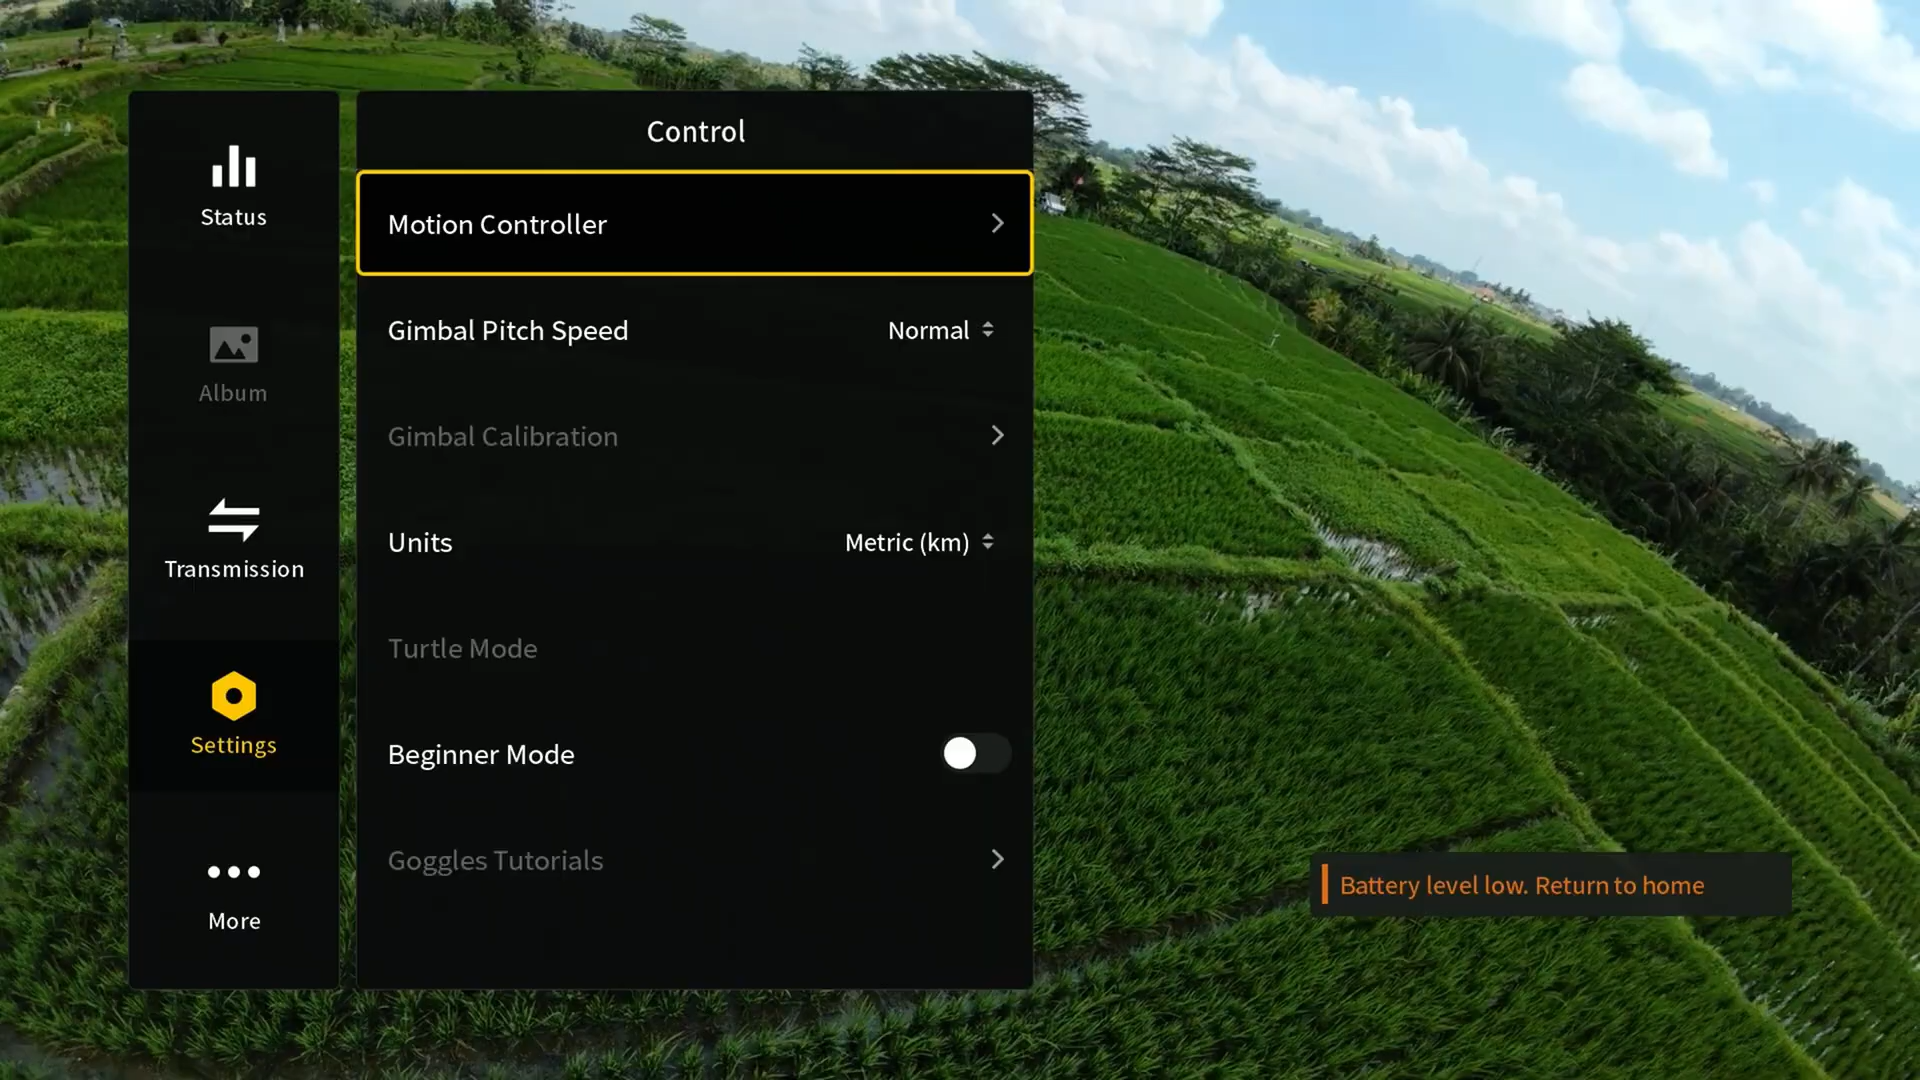 Status
Album
Transmission
Settings
More
Control
Motion Controller
Gimbal Pitch Speed Normal
Gimbal Calibration
Units Metric (km)
Turtle Mode
Beginner Mode
Goggles Tutorials
Battery level low. Return to home